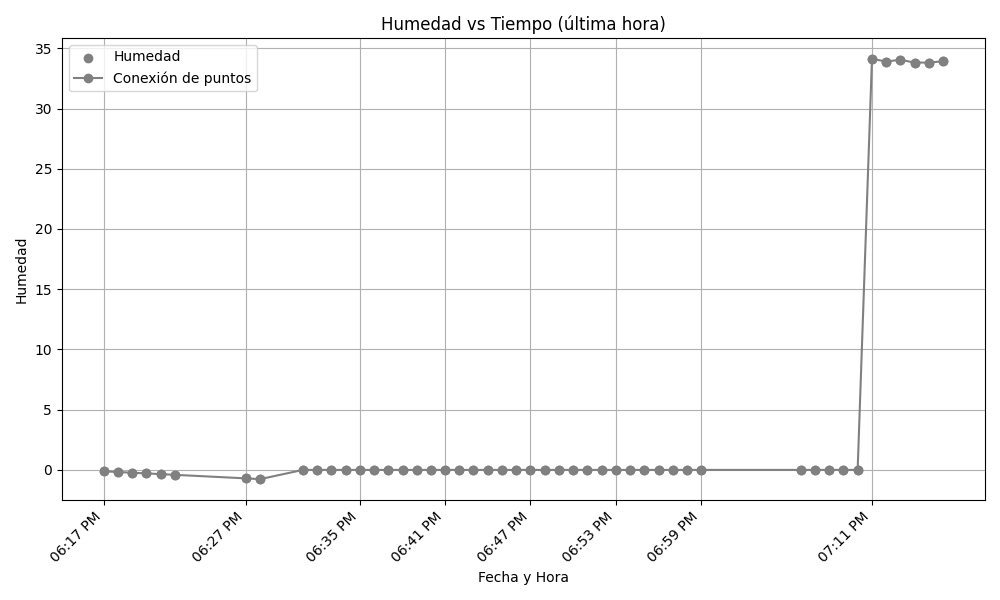 Humedad vs Tiempo (última hora)
Humedad
Conexión de puntos
35
30
25
20
15
10
5
0
Humedad
06:17 PM
06:27 PM
06:35 PM
06:41 PM
06:47 PM
06:53 PM
06:59 PM
07:11 PM
Fecha y Hora